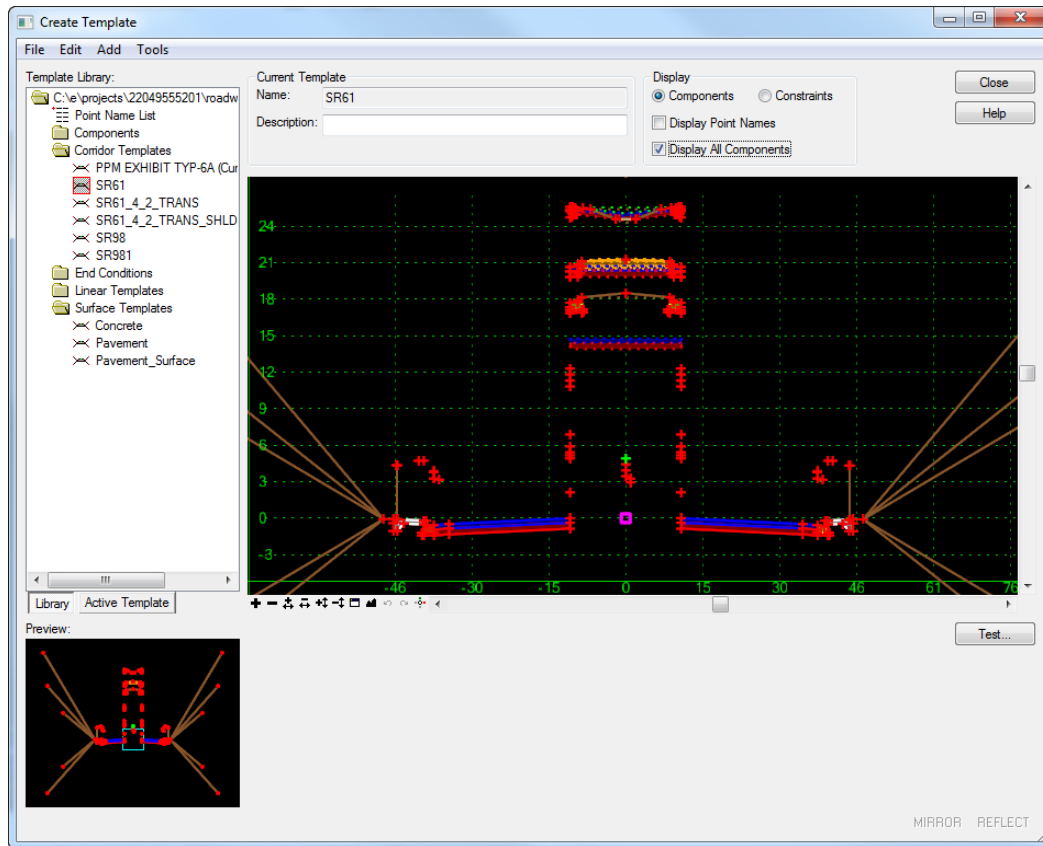 Create Template
File Edit Add Tools
Template Library:
C:\e\projects\22049555201\roadw
Point Name List
Components
Corridor Templates
PPM EXHIBIT TYP-6A (Cur
SR61
SR61_4_2_TRANS
SR61_4_2_TRANS_SHLD
SR98
SR981
End Conditions
Linear Templates
Surface Templates
Concrete
Pavement
Pavement_Surface
Library Active Template
Preview:
Current Template
Name: SR61
Description:
Display
Components Constraints
Display Point Names
Display All Components
Close
Help
24
21
18
15
12
9
6
3
0
-3
-46 -30 -15 0 15 30 46 61 76
Test...
MIRROR REFLECT